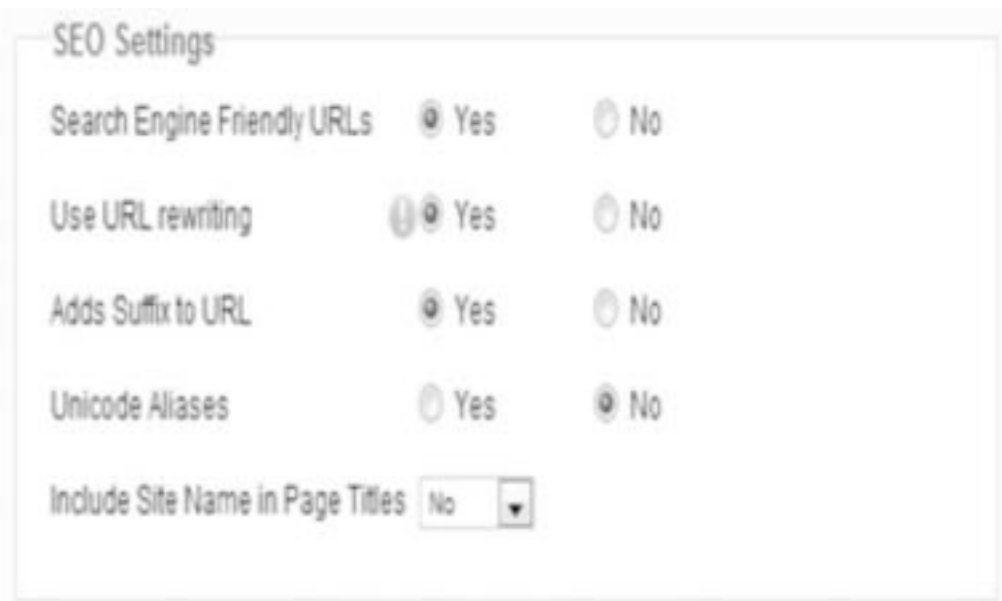 SEO Settings
Search Engine Friendly URLs Yes No
Use URL rewriting Yes No
Adds Suffix to URL Yes No
Unicode Aliases Yes No
Include Site Name in Page Titles No